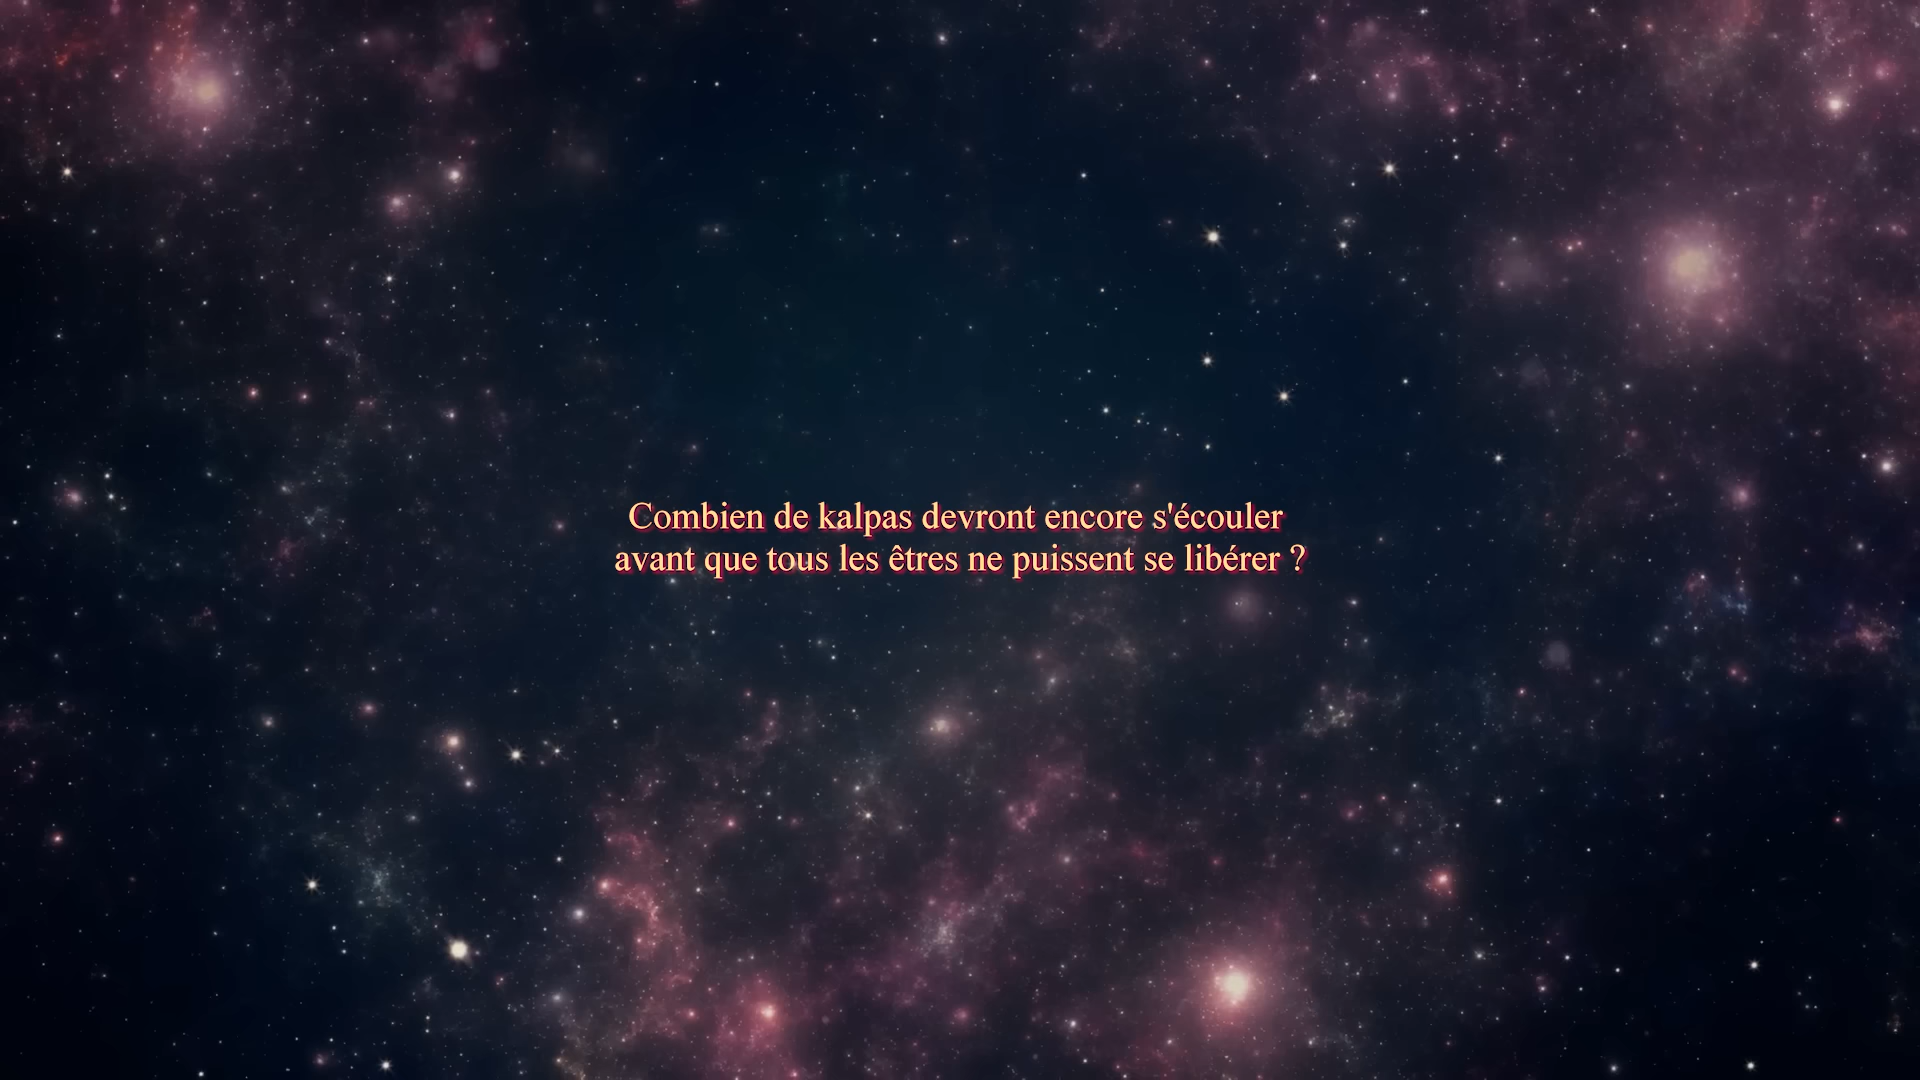 Combien de kalpas devront encore s'écouler
avant que tous les êtres ne puissent se libérer ?